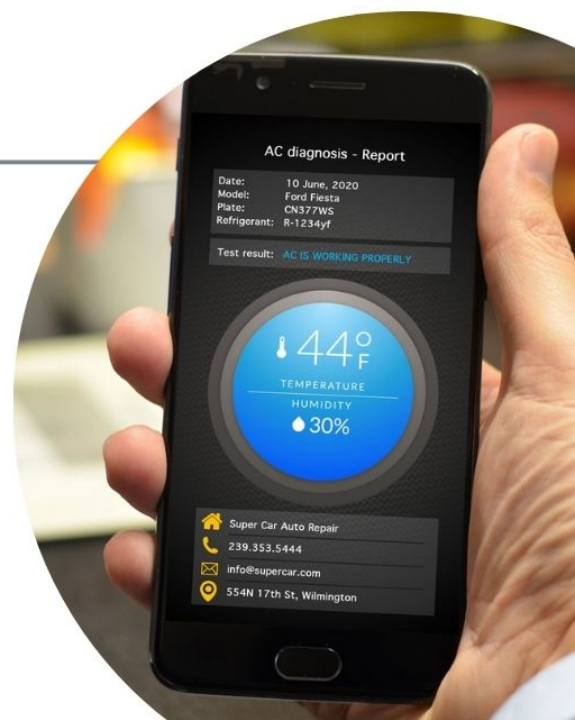 AC diagnosis - Report
Date: 10 June, 2020
Model: Ford Fiesta
Plate: CN377WS
Refrigerant: R-1234yf
Test result: AC IS WORKING PROPERLY
44°F
TEMPERATURE
HUMIDITY
30%
Super Car Auto Repair
239.353.5444
info@supercar.com
554N 17th St, Wilmington